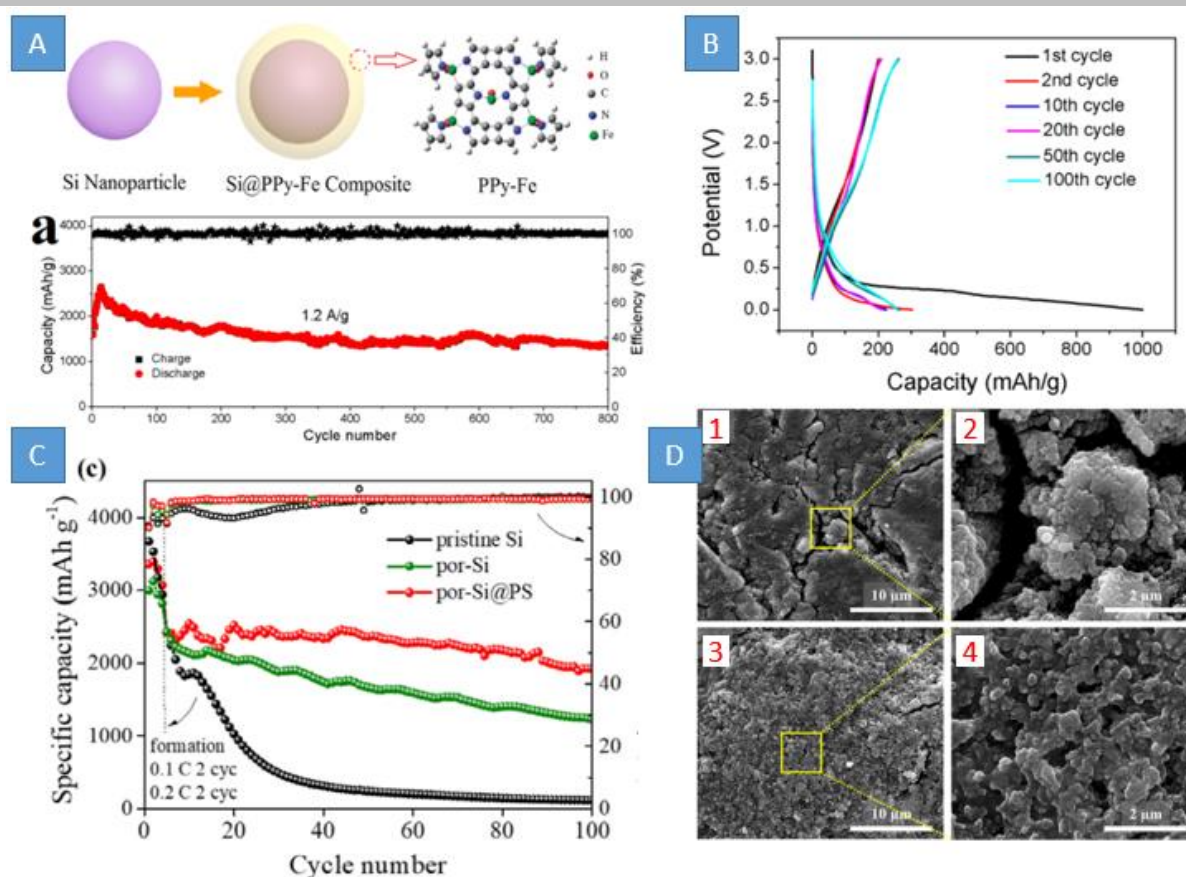 A
Si Nanoparticle
Si@PPy-Fe Composite
PPy-Fe
H
O
C
N
Fe
a
Capacity (mAh/g)
4000
3000
2000
1000
0
1.2 A/g
Charge
Discharge
100
80
60
40
20
0
Efficiency (%)
0 100 200 300 400 500 600 700 800
Cycle number
B
Potential (V)
3.0
2.5
2.0
1.5
1.0
0.5
0.0
1st cycle
2nd cycle
10th cycle
20th cycle
50th cycle
100th cycle
0 200 400 600 800 1000
Capacity (mAh/g)
C
(c)
Specific capacity (mAh g⁻¹)
4000
3000
2000
1000
0
pristine Si
por-Si
por-Si@PS
formation
0.1 C 2 cyc
0.2 C 2 cyc
100
80
60
40
20
0
0 20 40 60 80 100
Cycle number
D
1
10 μm
2
2 μm
3
10 μm
4
2 μm